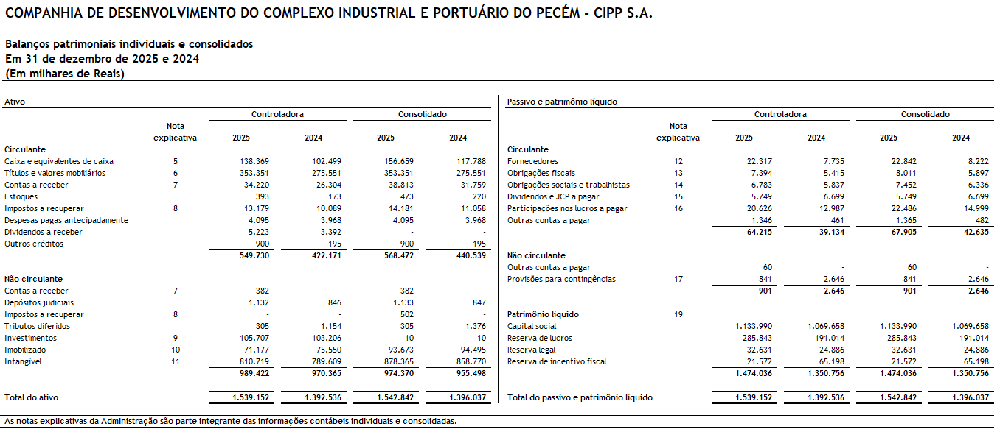 COMPANHIA DE DESENVOLVIMENTO DO COMPLEXO INDUSTRIAL E PORTUÁRIO DO PECÉM - CIPP S.A.
Balanços patrimoniais individuais e consolidados
Em 31 de dezembro de 2025 e 2024
(Em milhares de Reais)
Ativo
Controladora Consolidado
Nota
explicativa 2025 2024 2025 2024
Circulante
Caixa e equivalentes de caixa 5 138.369 102.499 156.659 117.788
Títulos e valores mobiliários 6 353.351 275.551 353.351 275.551
Contas a receber 7 34.220 26.304 38.813 31.759
Estoques 393 173 473 220
Impostos a recuperar 8 13.179 10.089 14.181 11.058
Despesas pagas antecipadamente 4.095 3.968 4.095 3.968
Dividendos a receber 5.223 3.392 - -
Outros créditos 900 195 900 195
549.730 422.171 568.472 440.539
Não circulante
Contas a receber 7 382 - 382 -
Depósitos judiciais 1.132 846 1.133 847
Impostos a recuperar 8 - - 502 -
Tributos diferidos 305 1.154 305 1.376
Investimentos 9 105.707 103.206 10 10
Imobilizado 10 71.177 75.550 93.673 94.495
Intangível 11 810.719 789.609 878.365 858.770
989.422 970.365 974.370 955.498
Total do ativo 1.539.152 1.392.536 1.542.842 1.396.037
Passivo e patrimônio líquido
Controladora Consolidado
Nota
explicativa 2025 2024 2025 2024
Circulante
Fornecedores 12 22.317 7.735 22.842 8.222
Obrigações fiscais 13 7.394 5.415 8.011 5.897
Obrigações sociais e trabalhistas 14 6.783 5.837 7.452 6.336
Dividendos e JCP a pagar 15 5.749 6.699 5.749 6.699
Participações nos lucros a pagar 16 20.626 12.987 22.486 14.999
Outras contas a pagar 1.346 461 1.365 482
64.215 39.134 67.905 42.635
Não circulante
Outras contas a pagar 60 - 60 -
Provisões para contingências 17 841 2.646 841 2.646
901 2.646 901 2.646
Patrimônio líquido 19
Capital social 1.133.990 1.069.658 1.133.990 1.069.658
Reserva de lucros 285.843 191.014 285.843 191.014
Reserva legal 32.631 24.886 32.631 24.886
Reserva de incentivo fiscal 21.572 65.198 21.572 65.198
1.474.036 1.350.756 1.474.036 1.350.756
Total do passivo e patrimônio líquido 1.539.152 1.392.536 1.542.842 1.396.037
As notas explicativas da Administração são parte integrante das informações contábeis individuais e consolidadas.